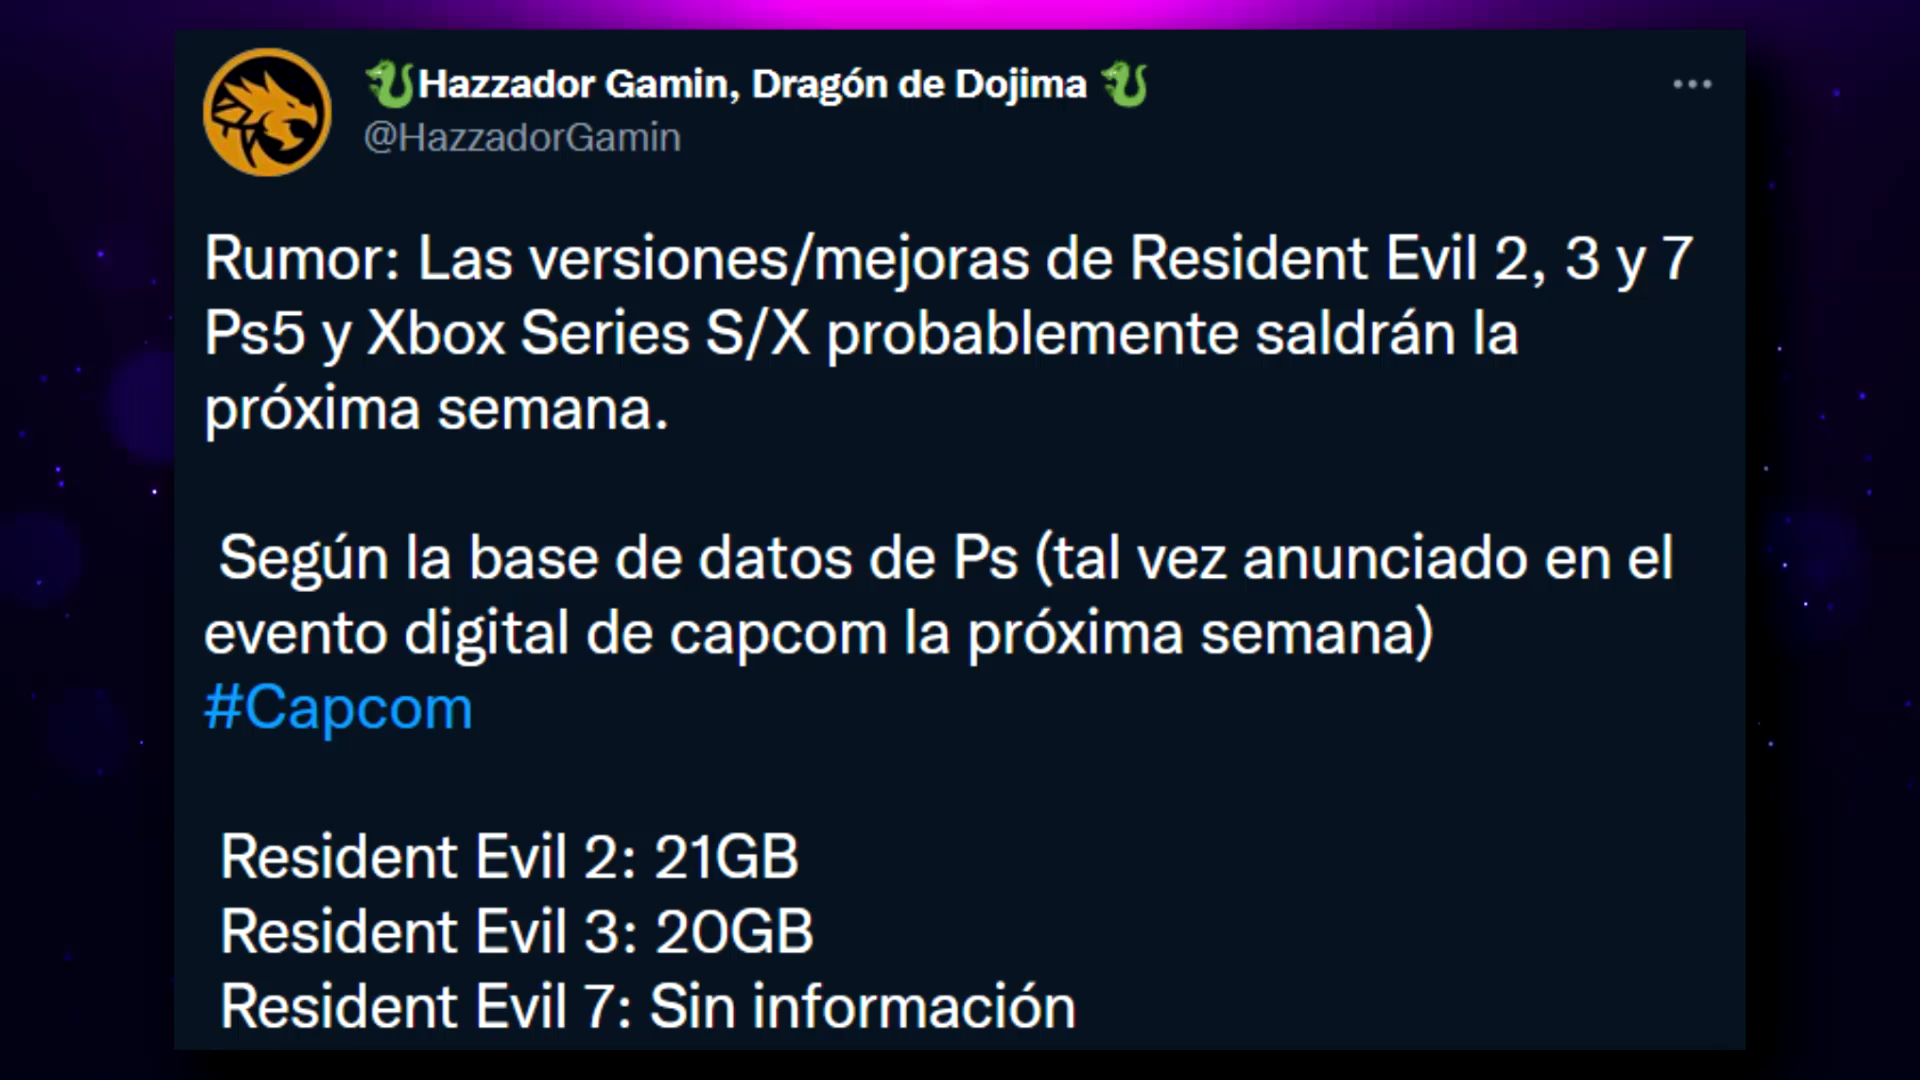 🐉Hazzador Gamin, Dragón de Dojima 🐉
@HazzadorGamin
Rumor: Las versiones/mejoras de Resident Evil 2, 3 y 7
Ps5 y Xbox Series S/X probablemente saldrán la
próxima semana.
Según la base de datos de Ps (tal vez anunciado en el
evento digital de capcom la próxima semana)
#Capcom
Resident Evil 2: 21GB
Resident Evil 3: 20GB
Resident Evil 7: Sin información